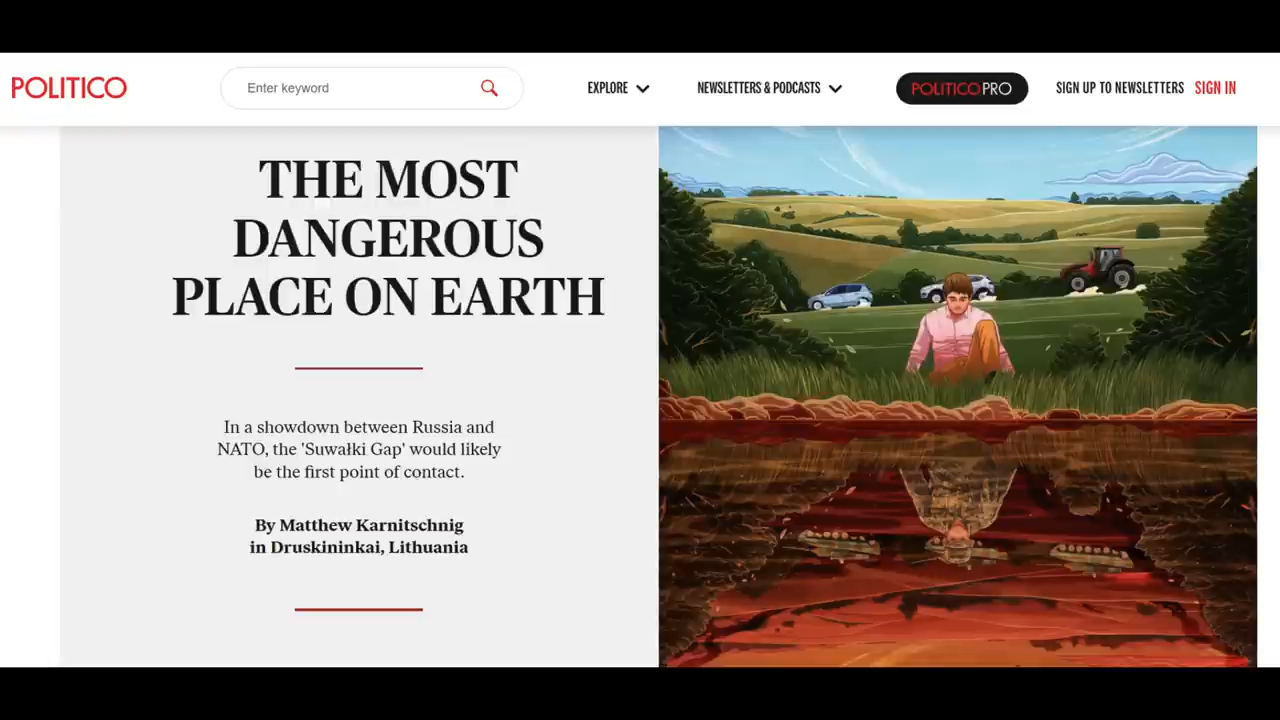 POLITICO
Enter keyword
EXPLORE
NEWSLETTERS & PODCASTS
POLITICO PRO
SIGN UP TO NEWSLETTERS
SIGN IN
THE MOST
DANGEROUS
PLACE ON EARTH
In a showdown between Russia and
NATO, the 'Suwałki Gap' would likely
be the first point of contact.
By Matthew Karnitschnig
in Druskininkai, Lithuania